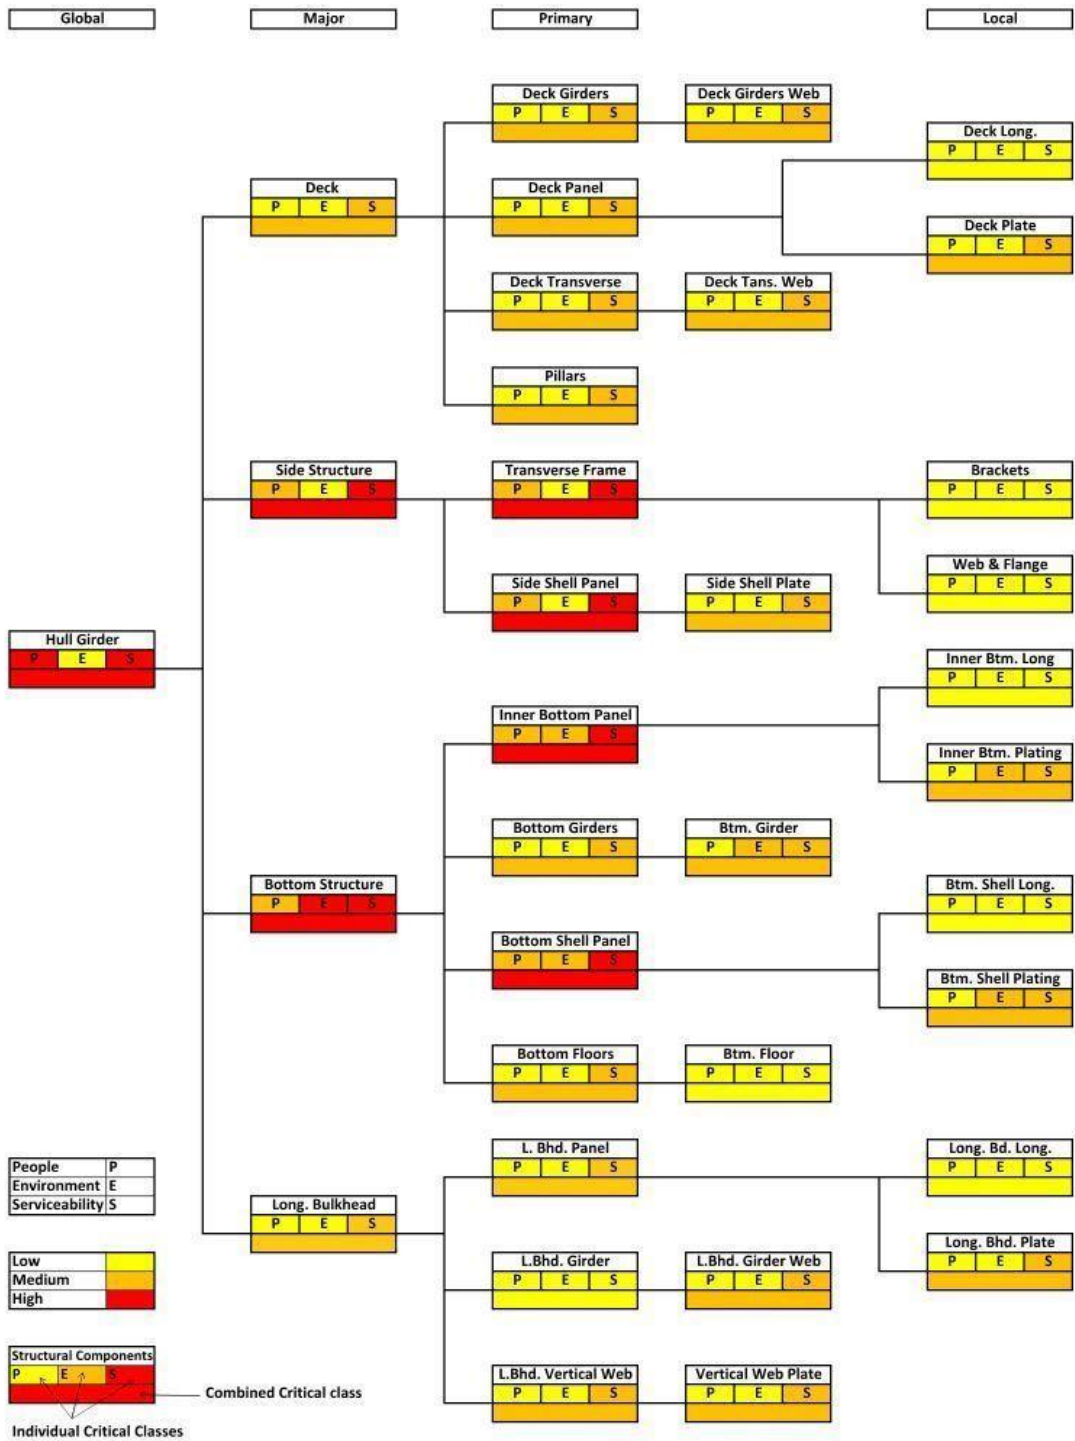 Global Major Primary Local
Deck Girders
P E S
Deck Girders Web
P E S
Deck Long.
P E S
Deck
P E S
Deck Panel
P E S
Deck Plate
P E S
Deck Transverse
P E S
Deck Tans. Web
P E S
Pillars
P E S
Side Structure
P E S
Transverse Frame
P E S
Brackets
P E S
Side Shell Panel
P E S
Side Shell Plate
P E S
Web & Flange
P E S
Hull Girder
P E S
Inner Btm. Long
P E S
Inner Bottom Panel
P E S
Inner Btm. Plating
P E S
Bottom Girders
P E S
Btm. Girder
P E S
Bottom Structure
P E S
Btm. Shell Long.
P E S
Bottom Shell Panel
P E S
Btm. Shell Plating
P E S
Bottom Floors
P E S
Btm. Floor
P E S
L. Bhd. Panel
P E S
Long. Bd. Long.
P E S
Long. Bulkhead
P E S
Long. Bhd. Plate
P E S
L.Bhd. Girder
P E S
L.Bhd. Girder Web
P E S
L.Bhd. Vertical Web
P E S
Vertical Web Plate
P E S
People P
Environment E
Serviceability S
Low
Medium
High
Structural Components
P E S
Combined Critical class
Individual Critical Classes